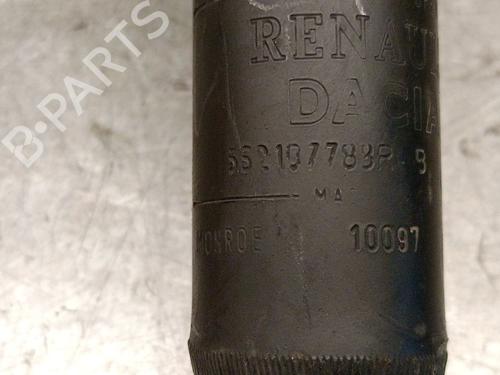 B-PARTS
RENAU
DACIA
562107783R B
MA
MONROE 10097